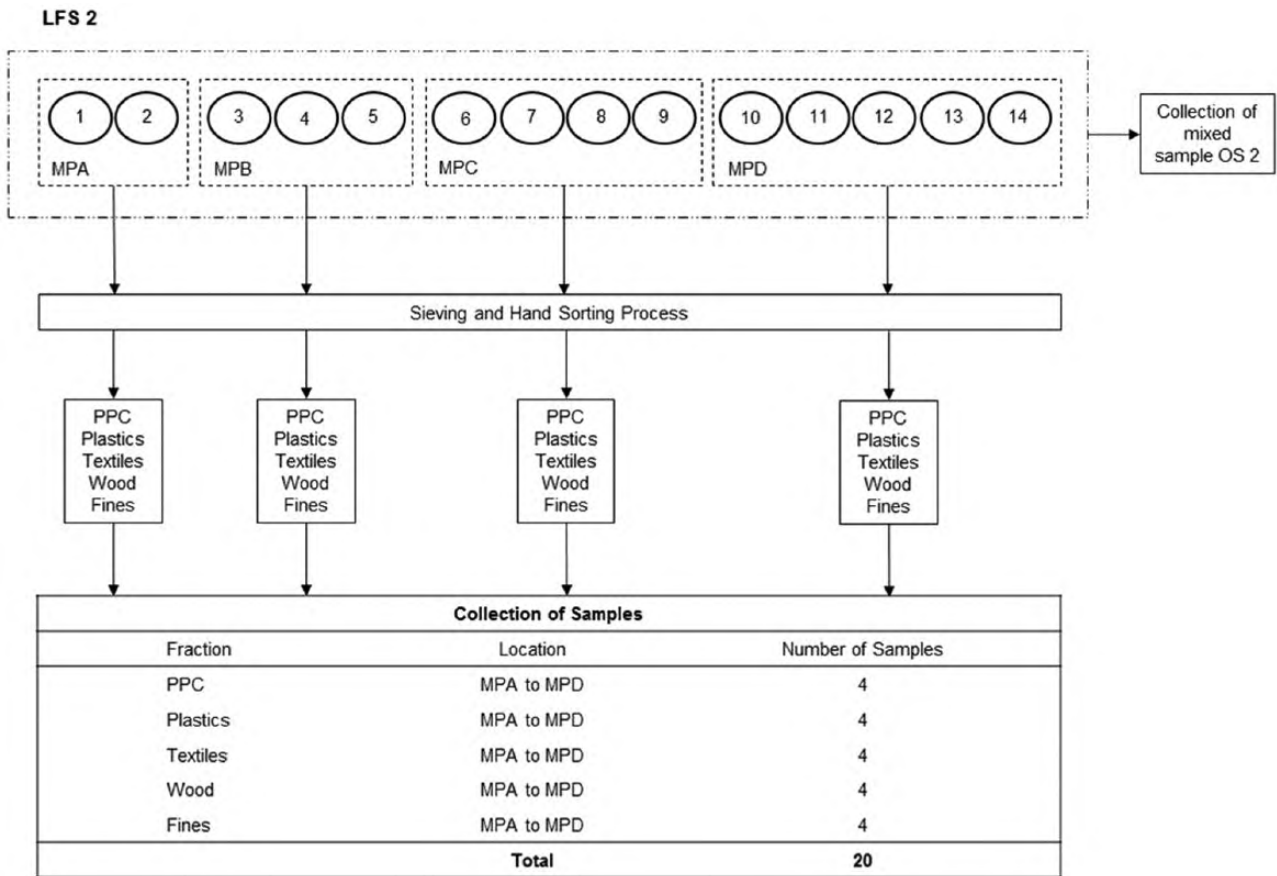 LFS 2
1 2 3 4 5 6 7 8 9 10 11 12 13 14
MPA MPB MPC MPD
Collection of
mixed
sample OS 2
Sieving and Hand Sorting Process
PPC PPC PPC PPC
Plastics Plastics Plastics Plastics
Textiles Textiles Textiles Textiles
Wood Wood Wood Wood
Fines Fines Fines Fines
Collection of Samples
Fraction Location Number of Samples
PPC MPA to MPD 4
Plastics MPA to MPD 4
Textiles MPA to MPD 4
Wood MPA to MPD 4
Fines MPA to MPD 4
Total 20